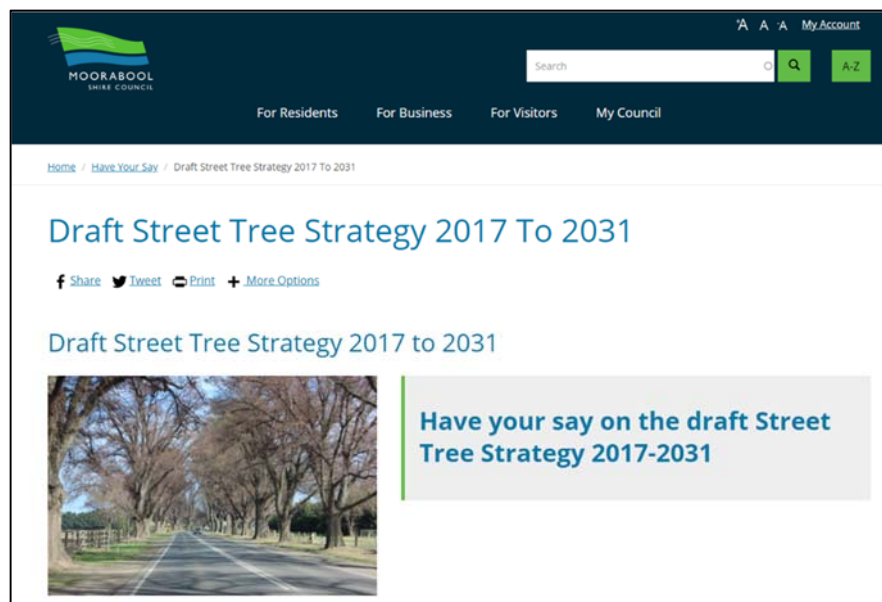 +A A -A My Account
MOORABOOL
SHIRE COUNCIL
Search
A-Z
For Residents For Business For Visitors My Council
Home / Have Your Say / Draft Street Tree Strategy 2017 To 2031
Draft Street Tree Strategy 2017 To 2031
Share Tweet Print More Options
Draft Street Tree Strategy 2017 to 2031
Have your say on the draft Street
Tree Strategy 2017-2031